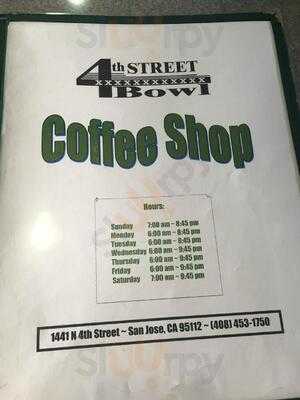 4th STREET
Bowl
Coffee Shop
Hours:
Sunday 7:00 am ~ 8:45 pm
Monday 6:00 am ~ 8:45 pm
Tuesday 6:00 am ~ 8:45 pm
Wednesday 6:00 am ~ 9:45 pm
Thursday 6:00 am ~ 9:45 pm
Friday 6:00 am ~ 9:45 pm
Saturday 7:00 am ~ 9:45 pm
1441 N 4th Street ~ San Jose, CA 95112 ~ (408) 453-1750